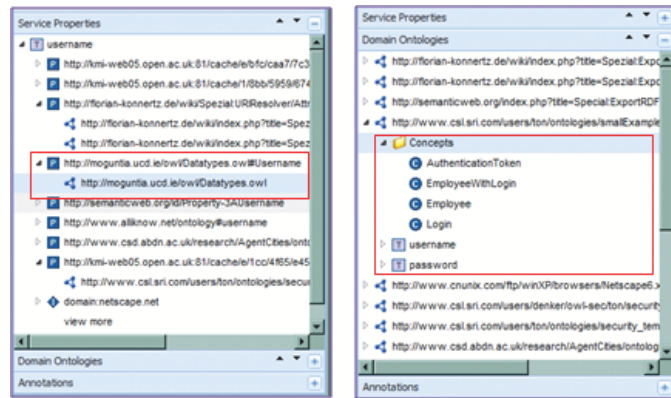 Service Properties
username
http://kmi-web05.open.ac.uk:81/cache/e/bfc/caa7/7c3
http://kmi-web05.open.ac.uk:81/cache/1/8bb/5959/674
http://florian-konnertz.de/wiki/Spezial:URIResolver/Attr
http://florian-konnertz.de/wiki/index.php?title=Spez
http://florian-konnertz.de/wiki/index.php?title=Spez
http://moguntia.ucd.ie/owl/Datatypes.owl#Username
http://moguntia.ucd.ie/owl/Datatypes.owl
http://semanticweb.org/id/Property-3AUsername
http://www.alliknow.net/ontology#username
http://www.csd.abdn.ac.uk/research/AgentCities/onto
http://kmi-web05.open.ac.uk:81/cache/e/1cc/4f65/e45
http://www.csl.sri.com/users/ton/ontologies/secu
domain:netscape.net
view more
Domain Ontologies
Annotations
Service Properties
Domain Ontologies
http://florian-konnertz.de/wiki/index.php?title=Spezial:Expo
http://florian-konnertz.de/wiki/index.php?title=Spezial:Expo
http://semanticweb.org/index.php?title=Special:ExportRDF
http://www.csl.sri.com/users/ton/ontologies/smallExample
Concepts
AuthenticationToken
EmployeeWithLogin
Employee
Login
username
password
http://www.cnunix.com/ftp/winXP/browsers/Netscape6.x
http://www.csl.sri.com/users/denker/owl-sec/ton/security
http://www.csl.sri.com/users/ton/ontologies/security_tem
http://www.csd.abdn.ac.uk/research/AgentCities/ontolog
Annotations